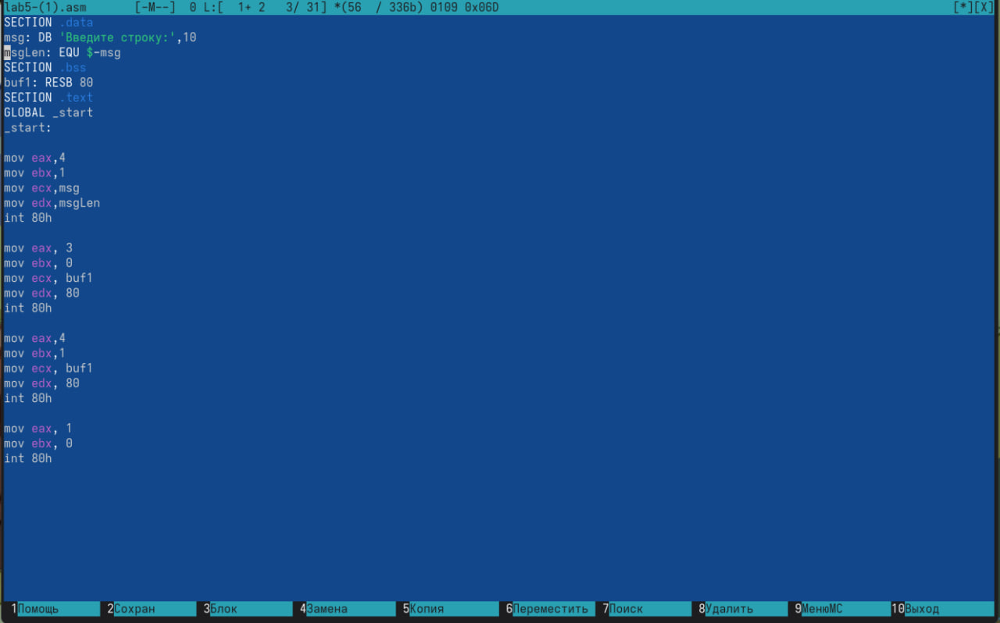 lab5-(1).asm [-M--] 0 L:[ 1+ 2 3/ 31] *(56 / 336b) 0109 0x06D [*][X]
SECTION .data
msg: DB 'Введите строку:',10
msgLen: EQU $-msg
SECTION .bss
buf1: RESB 80
SECTION .text
GLOBAL _start
_start:
mov eax,4
mov ebx,1
mov ecx,msg
mov edx,msgLen
int 80h
mov eax, 3
mov ebx, 0
mov ecx, buf1
mov edx, 80
int 80h
mov eax,4
mov ebx,1
mov ecx, buf1
mov edx, 80
int 80h
mov eax, 1
mov ebx, 0
int 80h
1Помощь 2Сохран 3Блок 4Замена 5Копия 6Переместить 7Поиск 8Удалить 9МенюMC 10Выход